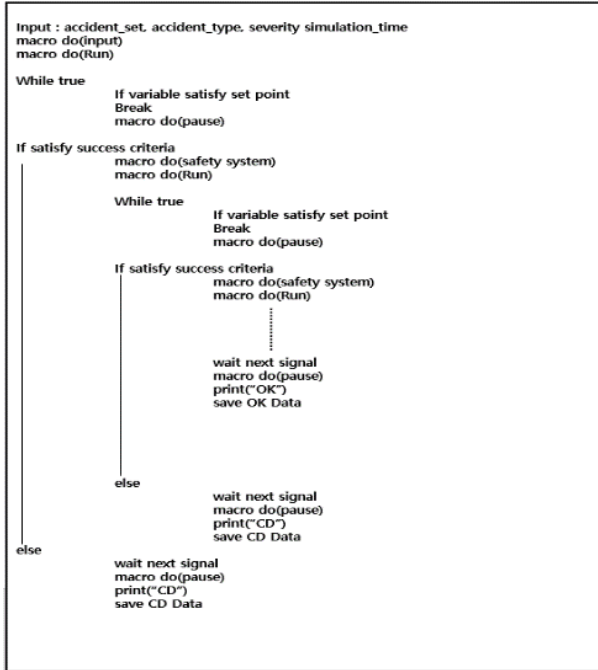 Input : accident_set, accident_type, severity simulation_time
macro do(input)
macro do(Run)
While true
If variable satisfy set point
Break
macro do(pause)
If satisfy success criteria
macro do(safety system)
macro do(Run)
While true
If variable satisfy set point
Break
macro do(pause)
If satisfy success criteria
macro do(safety system)
macro do(Run)
wait next signal
macro do(pause)
print("OK")
save OK Data
else
wait next signal
macro do(pause)
print("CD")
save CD Data
else
wait next signal
macro do(pause)
print("CD")
save CD Data